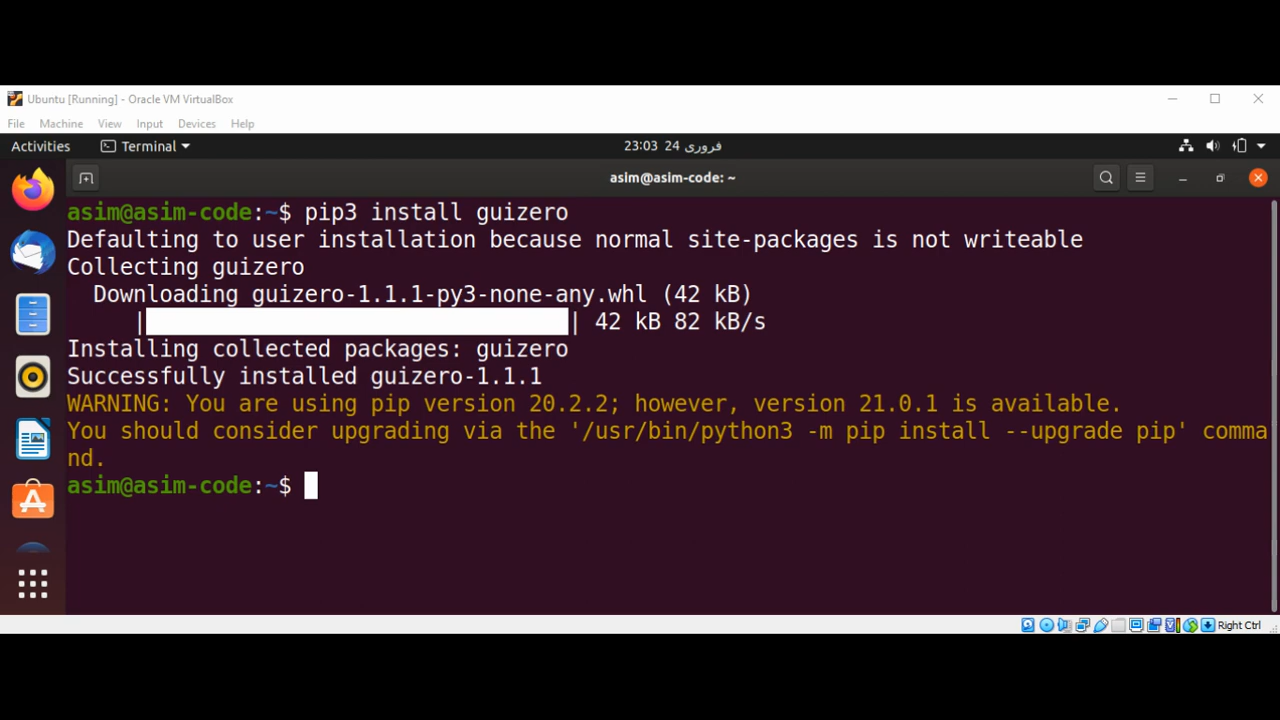 Ubuntu [Running] - Oracle VM VirtualBox
File Machine View Input Devices Help
Activities Terminal 23:03 24 فروری
asim@asim-code: ~
asim@asim-code:~$ pip3 install guizero
Defaulting to user installation because normal site-packages is not writeable
Collecting guizero
  Downloading guizero-1.1.1-py3-none-any.whl (42 kB)
     | | 42 kB 82 kB/s
Installing collected packages: guizero
Successfully installed guizero-1.1.1
WARNING: You are using pip version 20.2.2; however, version 21.0.1 is available.
You should consider upgrading via the '/usr/bin/python3 -m pip install --upgrade pip' comma
nd.
asim@asim-code:~$
Right Ctrl